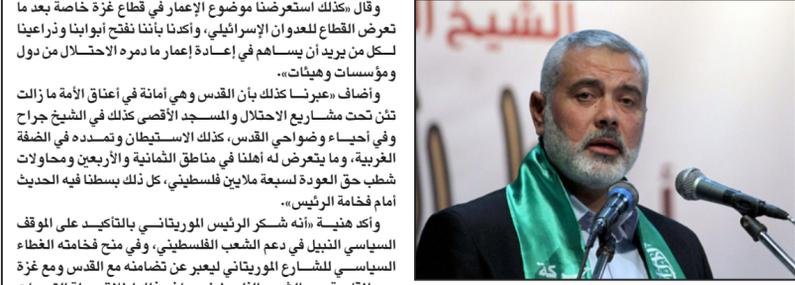 وقال «كذلك استعرضنا موضوع الإعمار في قطاع غزة خاصة بعد ما
تعرض القطاع للعدوان الإسرائيلي، وأكدنا بأننا نفتح أبوابنا وذراعينا
لكل من يريد أن يساهم في إعادة إعمار ما دمره الاحتلال من دول
ومؤسسات وهيئات».
وأضاف «عبرنا كذلك بأن القدس وهي أمانة في أعناق الأمة ما زالت
تئن تحت مشاريع الاحتلال والمسجد الأقصى كذلك في الشيخ جراح
وفي أحياء وضواحي القدس، كذلك الاستيطان وتمدده في الضفة
الغربية، وما يتعرض له أهلنا في مناطق الثمانية والأربعين ومحاولات
شطب حق العودة لسبعة ملايين فلسطيني، كل ذلك بسطنا فيه الحديث
أمام فخامة الرئيس».
وأكد هنية «أنه شكر الرئيس الموريتاني بالتأكيد على الموقف
السياسي النبيل في دعم الشعب الفلسطيني، وفي منح فخامته الغطاء
السياسي للشارع الموريتاني ليعبر عن تضامنه مع القدس ومع غزة
الشيخ